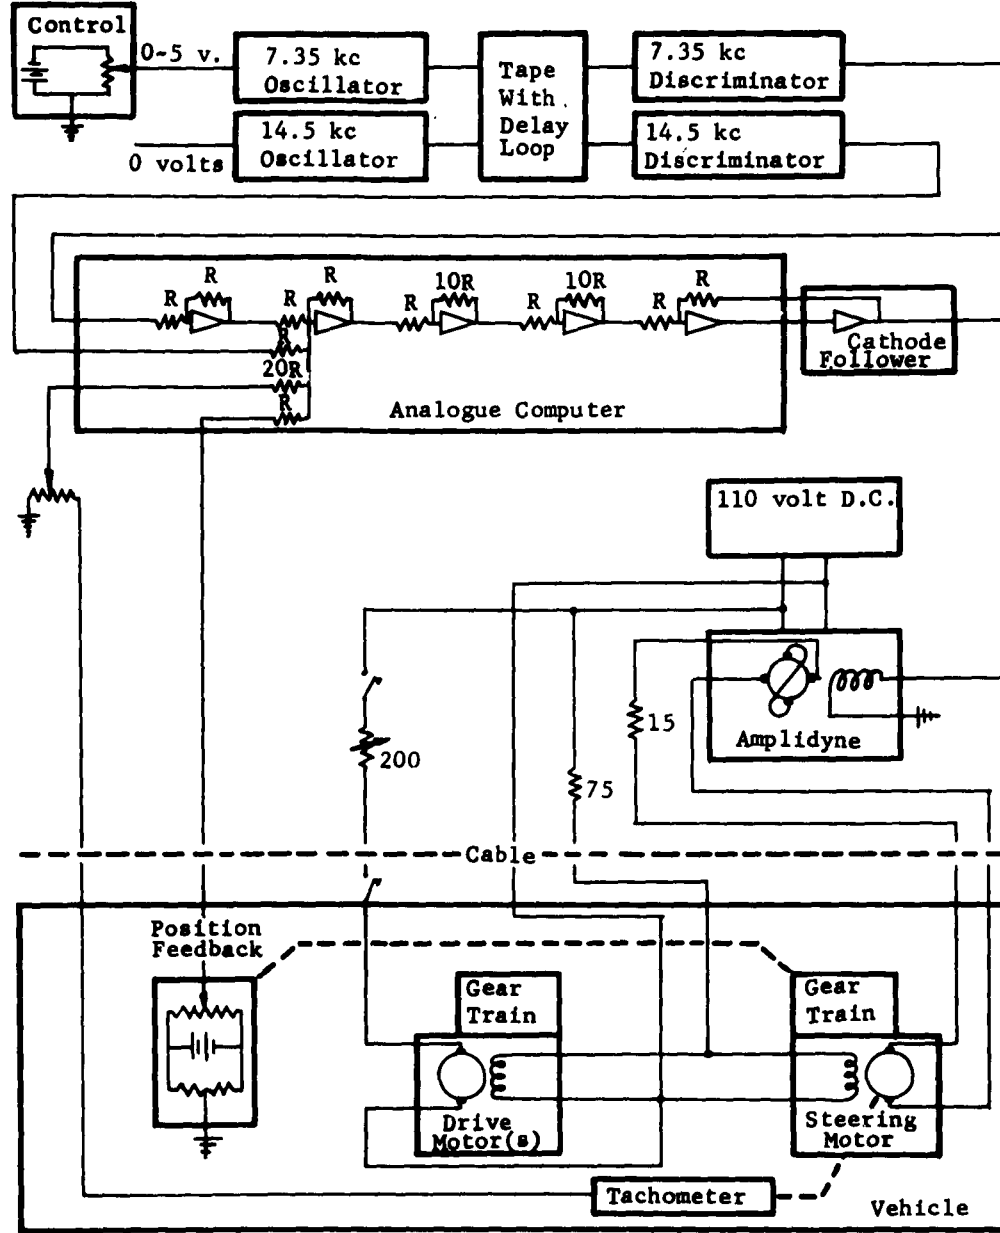 Control
0-5 v.
7.35 kc
Oscillator
Tape
With
Delay
Loop
7.35 kc
Discriminator
0 volts
14.5 kc
Oscillator
14.5 kc
Discriminator
R
R
R
R
R
10R
R
10R
R
R
R
20R
R
Analogue Computer
Cathode
Follower
110 volt D.C.
Amplidyne
15
200
75
Cable
Position
Feedback
Gear
Train
Gear
Train
Drive
Motor(s)
Steering
Motor
Tachometer
Vehicle